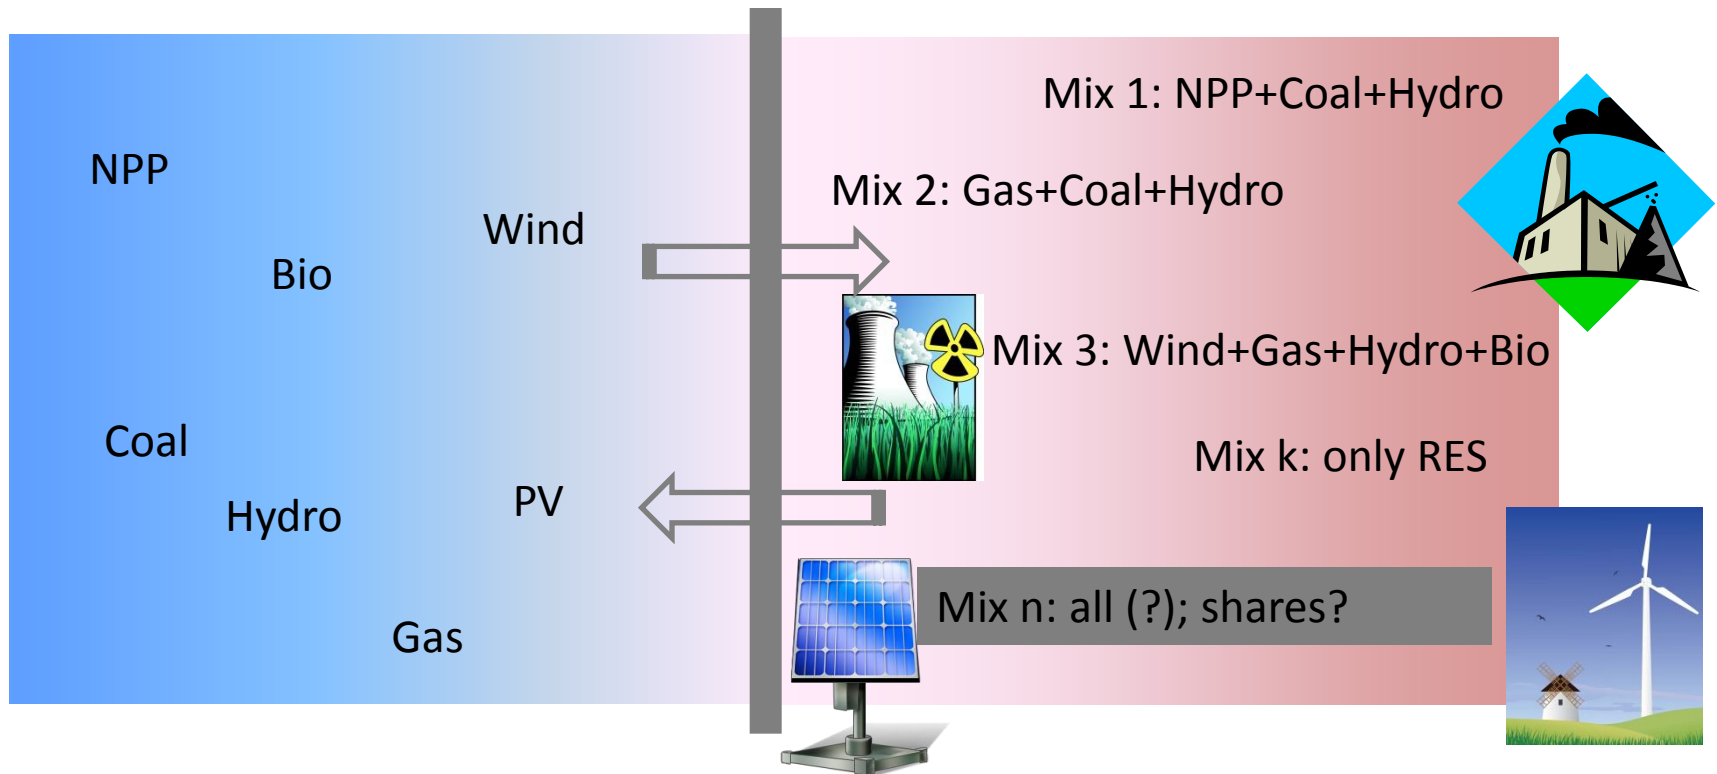 NPP
Wind
Bio
Coal
PV
Hydro
Gas
Mix 1: NPP+Coal+Hydro
Mix 2: Gas+Coal+Hydro
Mix 3: Wind+Gas+Hydro+Bio
Mix k: only RES
Mix n: all (?); shares?